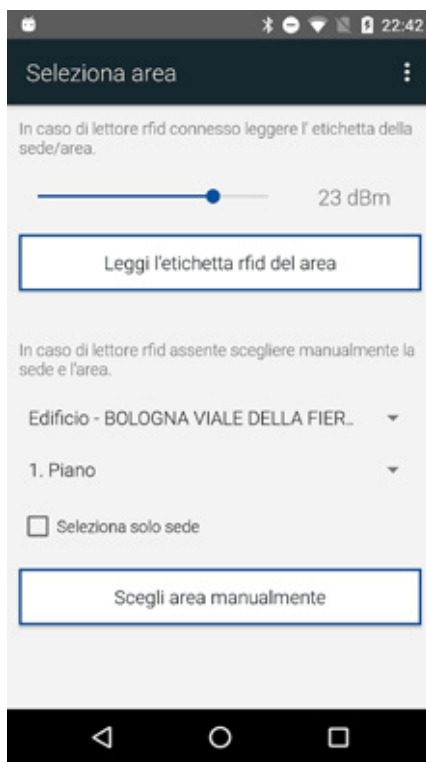 22:42
Seleziona area
In caso di lettore rfid connesso leggere l' etichetta della
sede/area.
23 dBm
Leggi l'etichetta rfid del area
In caso di lettore rfid assente scegliere manualmente la
sede e l'area.
Edificio - BOLOGNA VIALE DELLA FIER..
1. Piano
Seleziona solo sede
Scegli area manualmente